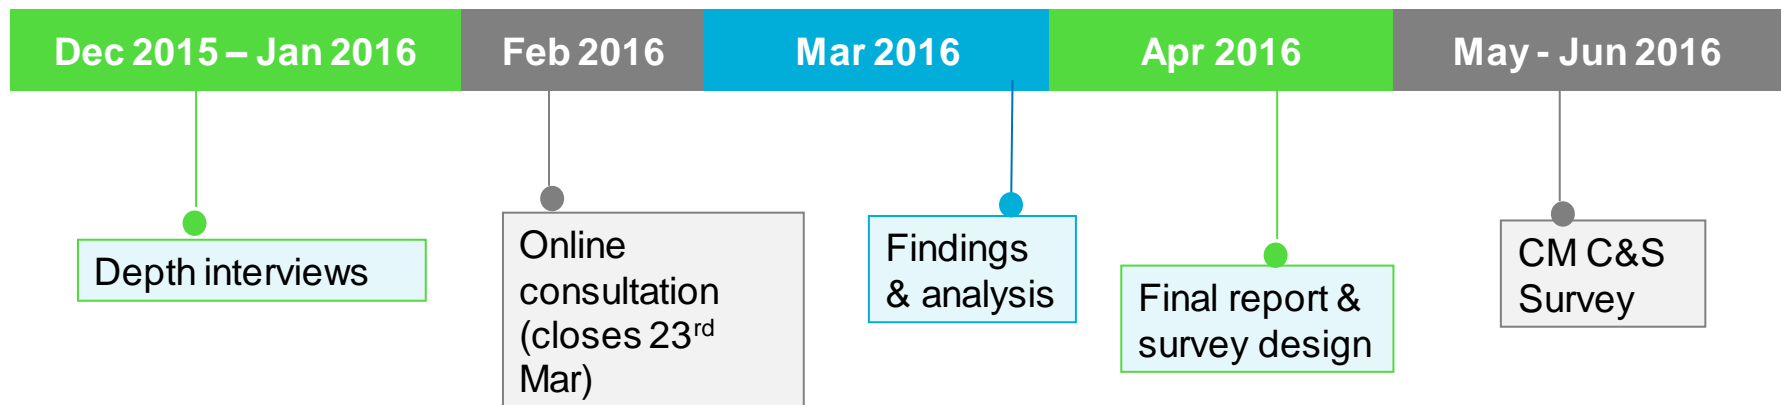 Dec 2015 – Jan 2016
Feb 2016
Mar 2016
Apr 2016
May - Jun 2016
Depth interviews
Online
consultation
(closes 23rd
Mar)
Findings
& analysis
Final report &
survey design
CM C&S
Survey